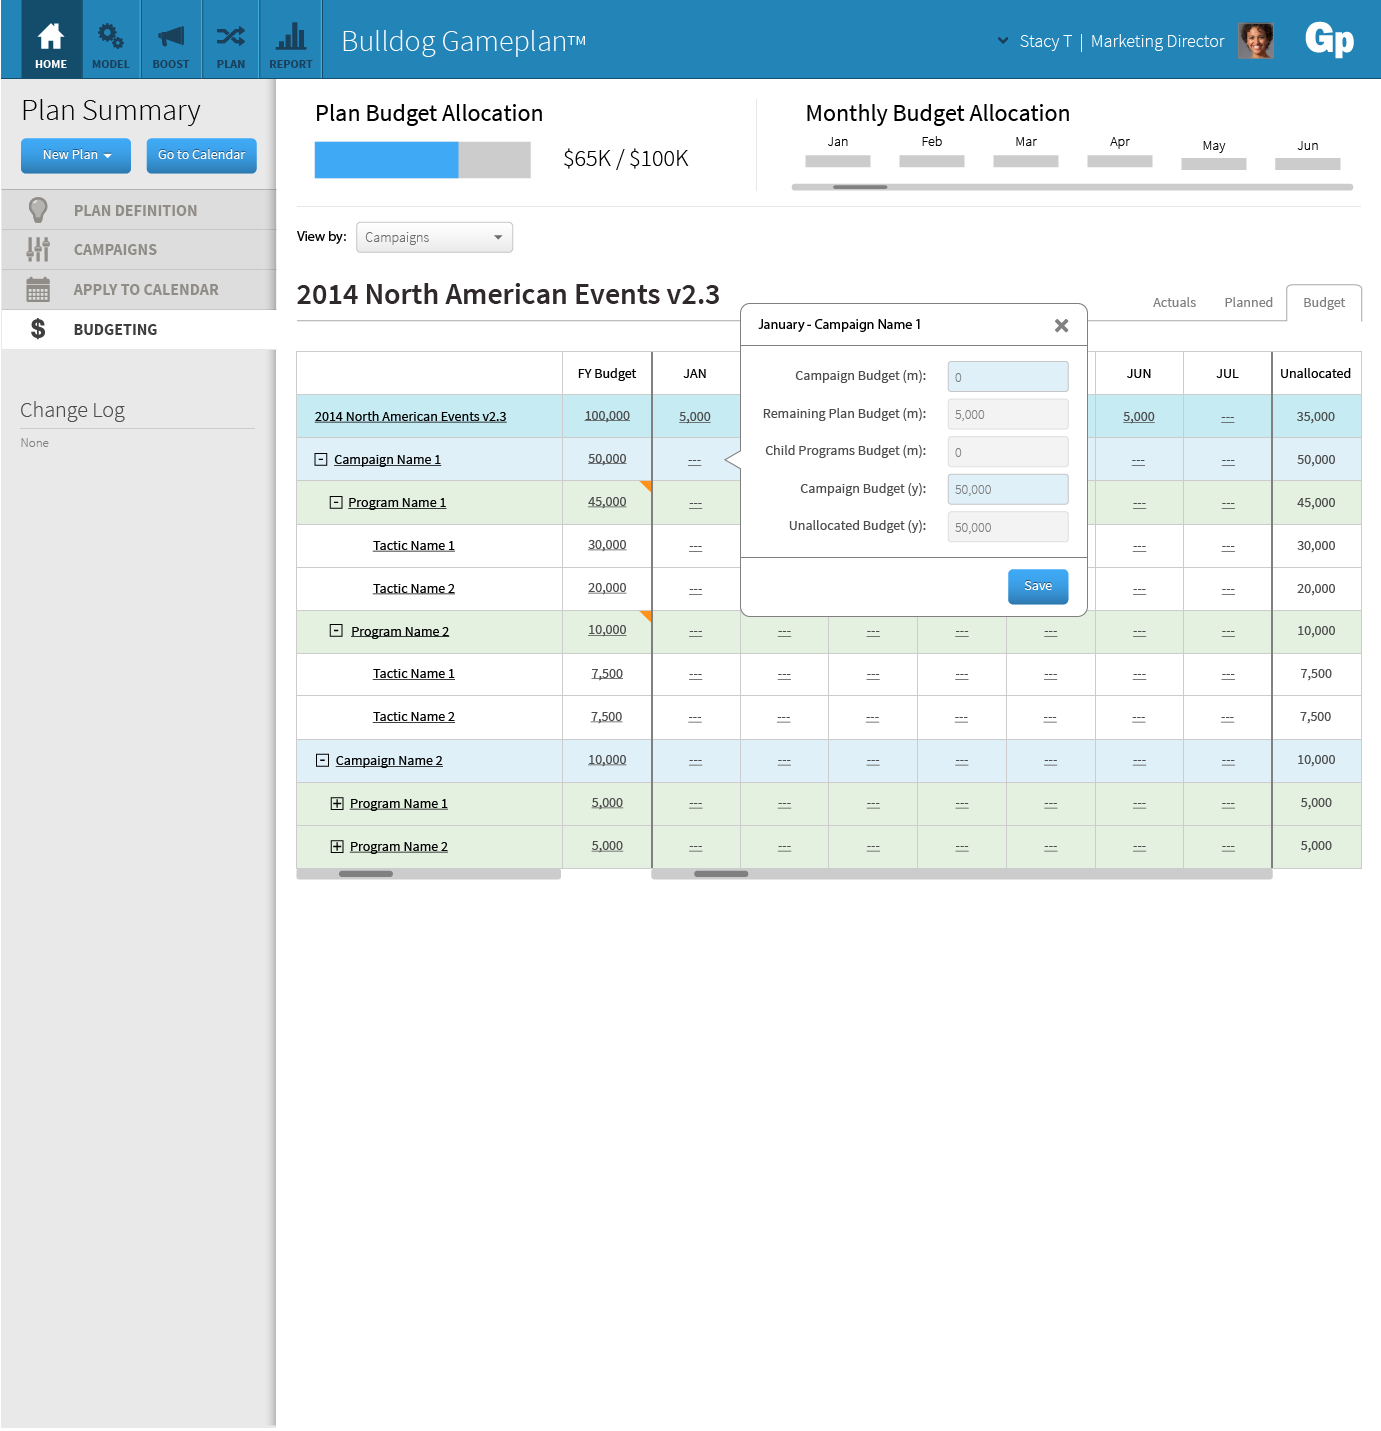 HOME MODEL BOOST PLAN REPORT Bulldog Gameplan™ Stacy T | Marketing Director Gp
Plan Summary
New Plan Go to Calendar
PLAN DEFINITION
CAMPAIGNS
APPLY TO CALENDAR
$ BUDGETING
Change Log
None
Plan Budget Allocation
$65K / $100K
Monthly Budget Allocation
Jan Feb Mar Apr May Jun
View by: Campaigns
2014 North American Events v2.3
Actuals Planned Budget
FY Budget JAN JUN JUL Unallocated
2014 North American Events v2.3 100,000 5,000 5,000 --- 35,000
Campaign Name 1 50,000 --- --- --- 50,000
Program Name 1 45,000 --- --- --- 45,000
Tactic Name 1 30,000 --- --- --- 30,000
Tactic Name 2 20,000 --- --- --- 20,000
Program Name 2 10,000 --- --- --- --- --- --- --- 10,000
Tactic Name 1 7,500 --- --- --- --- --- --- --- 7,500
Tactic Name 2 7,500 --- --- --- --- --- --- --- 7,500
Campaign Name 2 10,000 --- --- --- --- --- --- --- 10,000
Program Name 1 5,000 --- --- --- --- --- --- --- 5,000
Program Name 2 5,000 --- --- --- --- --- --- --- 5,000
January - Campaign Name 1
Campaign Budget (m): 0
Remaining Plan Budget (m): 5,000
Child Programs Budget (m): 0
Campaign Budget (y): 50,000
Unallocated Budget (y): 50,000
Save